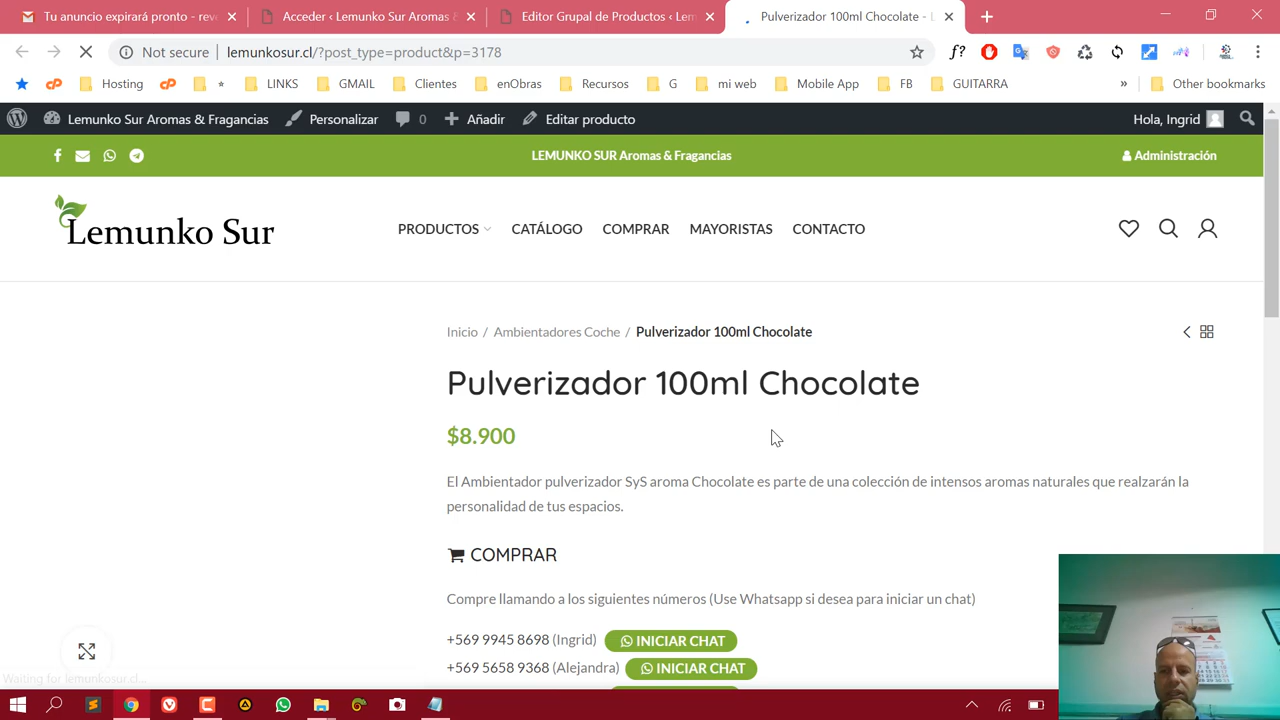 Tu anuncio expirará pronto - rev
Acceder ‹ Lemunko Sur Aromas &
Editor Grupal de Productos ‹ Lem
Pulverizador 100ml Chocolate - L
Not secure
lemunkosur.cl/?post_type=product&p=3178
f?
Hosting
*
LINKS
GMAIL
Clientes
enObras
Recursos
G
mi web
Mobile App
FB
GUITARRA
»
Other bookmarks
Lemunko Sur Aromas & Fragancias
Personalizar
0
Añadir
Editar producto
Hola, Ingrid
LEMUNKO SUR Aromas & Fragancias
Administración
Lemunko Sur
PRODUCTOS
CATÁLOGO
COMPRAR
MAYORISTAS
CONTACTO
Inicio / Ambientadores Coche / Pulverizador 100ml Chocolate
Pulverizador 100ml Chocolate
$8.900
El Ambientador pulverizador SyS aroma Chocolate es parte de una colección de intensos aromas naturales que realzarán la
personalidad de tus espacios.
COMPRAR
Compre llamando a los siguientes números (Use Whatsapp si desea para iniciar un chat)
+569 9945 8698 (Ingrid) INICIAR CHAT
+569 5658 9368 (Alejandra) INICIAR CHAT
Waiting for lemunkosur.cl...